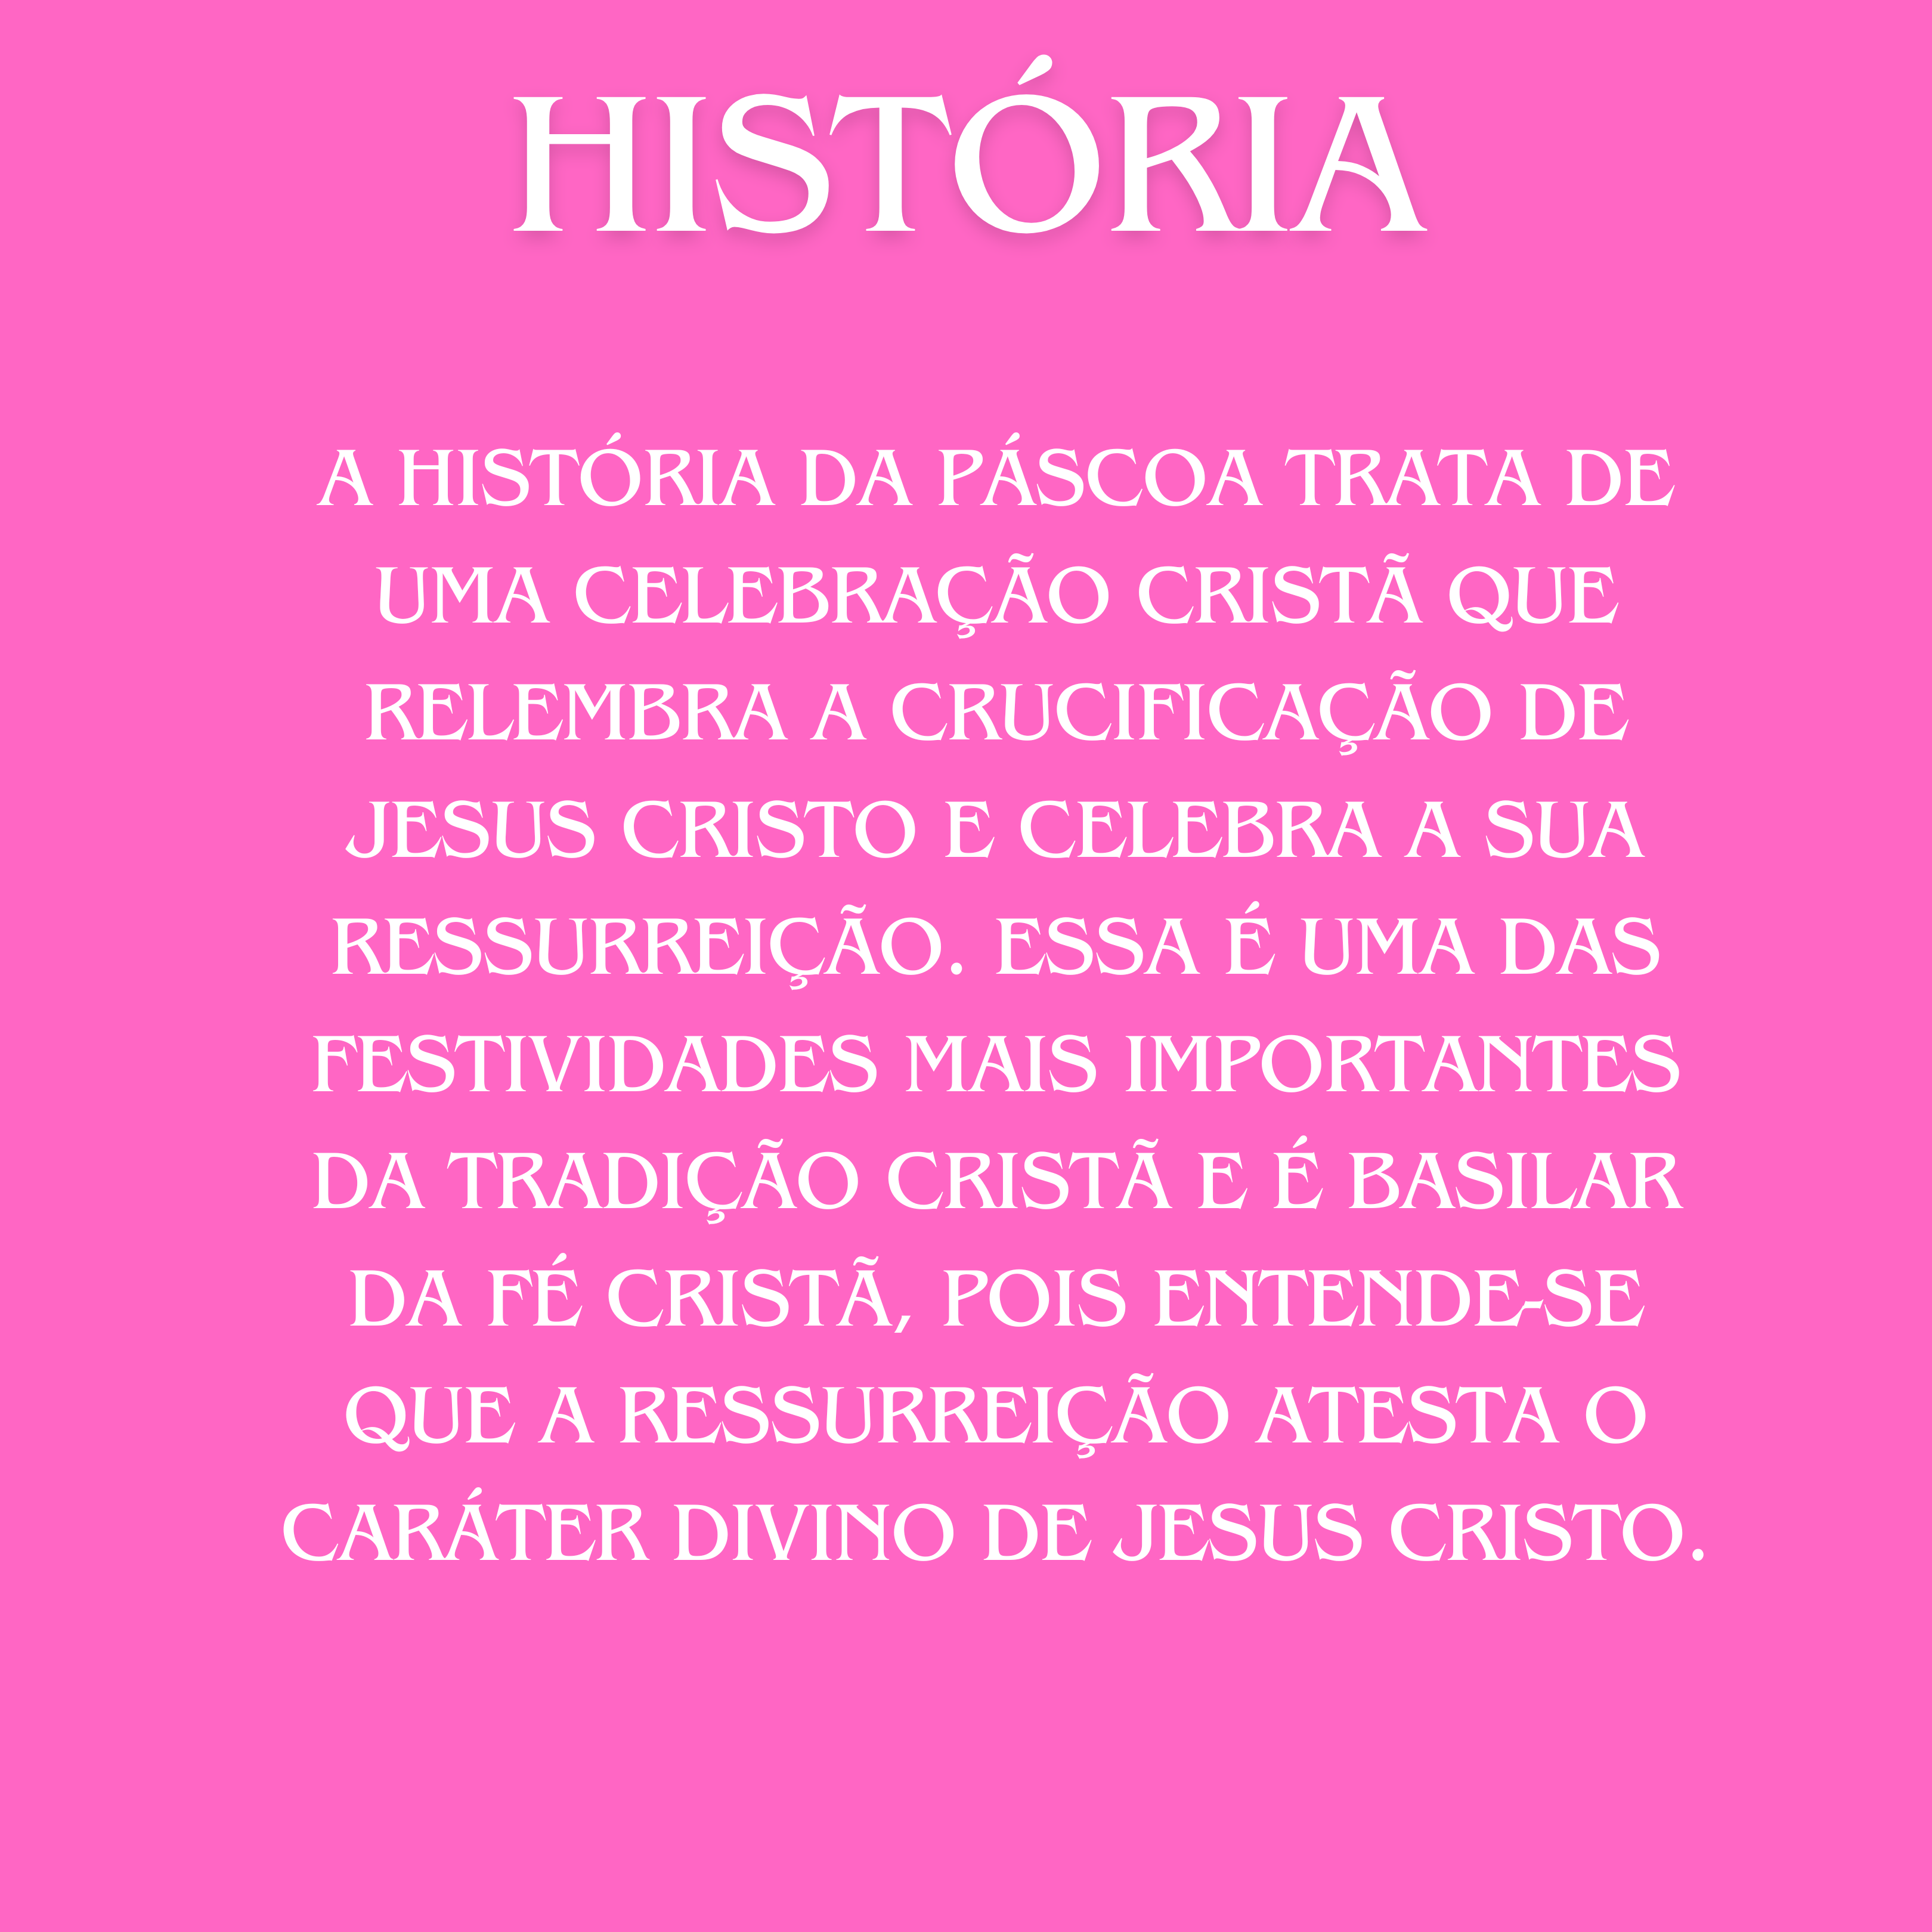 HISTÓRIA
A HISTÓRIA DA PÁSCOA TRATA DE
UMA CELEBRAÇÃO CRISTÃ QUE
RELEMBRA A CRUCIFICAÇÃO DE
JESUS CRISTO E CELEBRA A SUA
RESSURREIÇÃO. ESSA É UMA DAS
FESTIVIDADES MAIS IMPORTANTES
DA TRADIÇÃO CRISTÃ E É BASILAR
DA FÉ CRISTÃ, POIS ENTENDE-SE
QUE A RESSURREIÇÃO ATESTA O
CARÁTER DIVINO DE JESUS CRISTO.